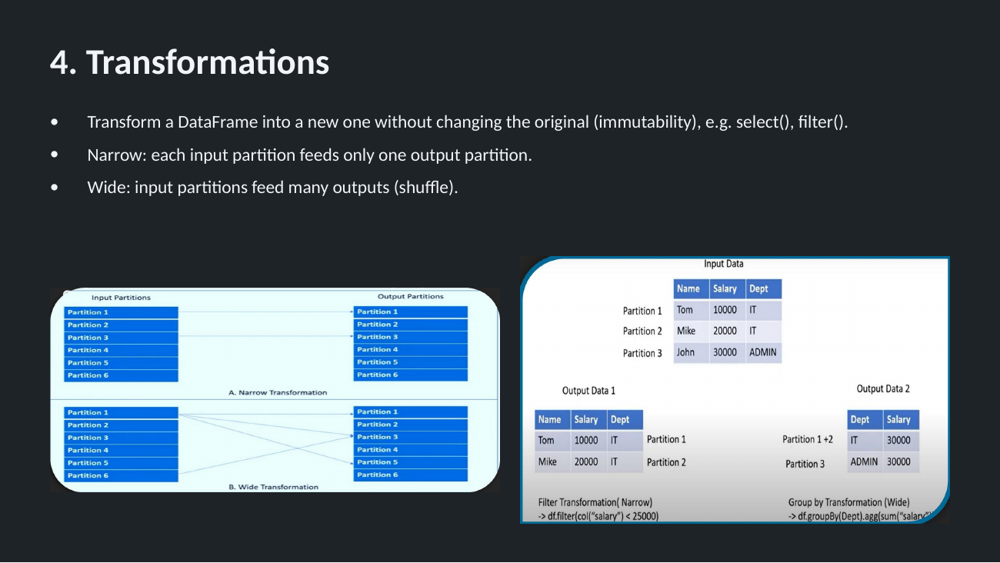 4. Transformations
• Transform a DataFrame into a new one without changing the original (immutability), e.g. select(), filter().
• Narrow: each input partition feeds only one output partition.
• Wide: input partitions feed many outputs (shuffle).
Input Partitions Output Partitions
Partition 1 Partition 1
Partition 2 Partition 2
Partition 3 Partition 3
Partition 4 Partition 4
Partition 5 Partition 5
Partition 6 Partition 6
A. Narrow Transformation
Partition 1 Partition 1
Partition 2 Partition 2
Partition 3 Partition 3
Partition 4 Partition 4
Partition 5 Partition 5
Partition 6 Partition 6
B. Wide Transformation
Input Data
Name Salary Dept
Partition 1 Tom 10000 IT
Partition 2 Mike 20000 IT
Partition 3 John 30000 ADMIN
Output Data 1
Name Salary Dept
Tom 10000 IT Partition 1
Mike 20000 IT Partition 2
Filter Transformation( Narrow)
-> df.filter(col("salary") < 25000)
Output Data 2
Dept Salary
Partition 1 +2 IT 30000
Partition 3 ADMIN 30000
Group by Transformation (Wide)
-> df.groupBy(Dept).agg(sum("salary")